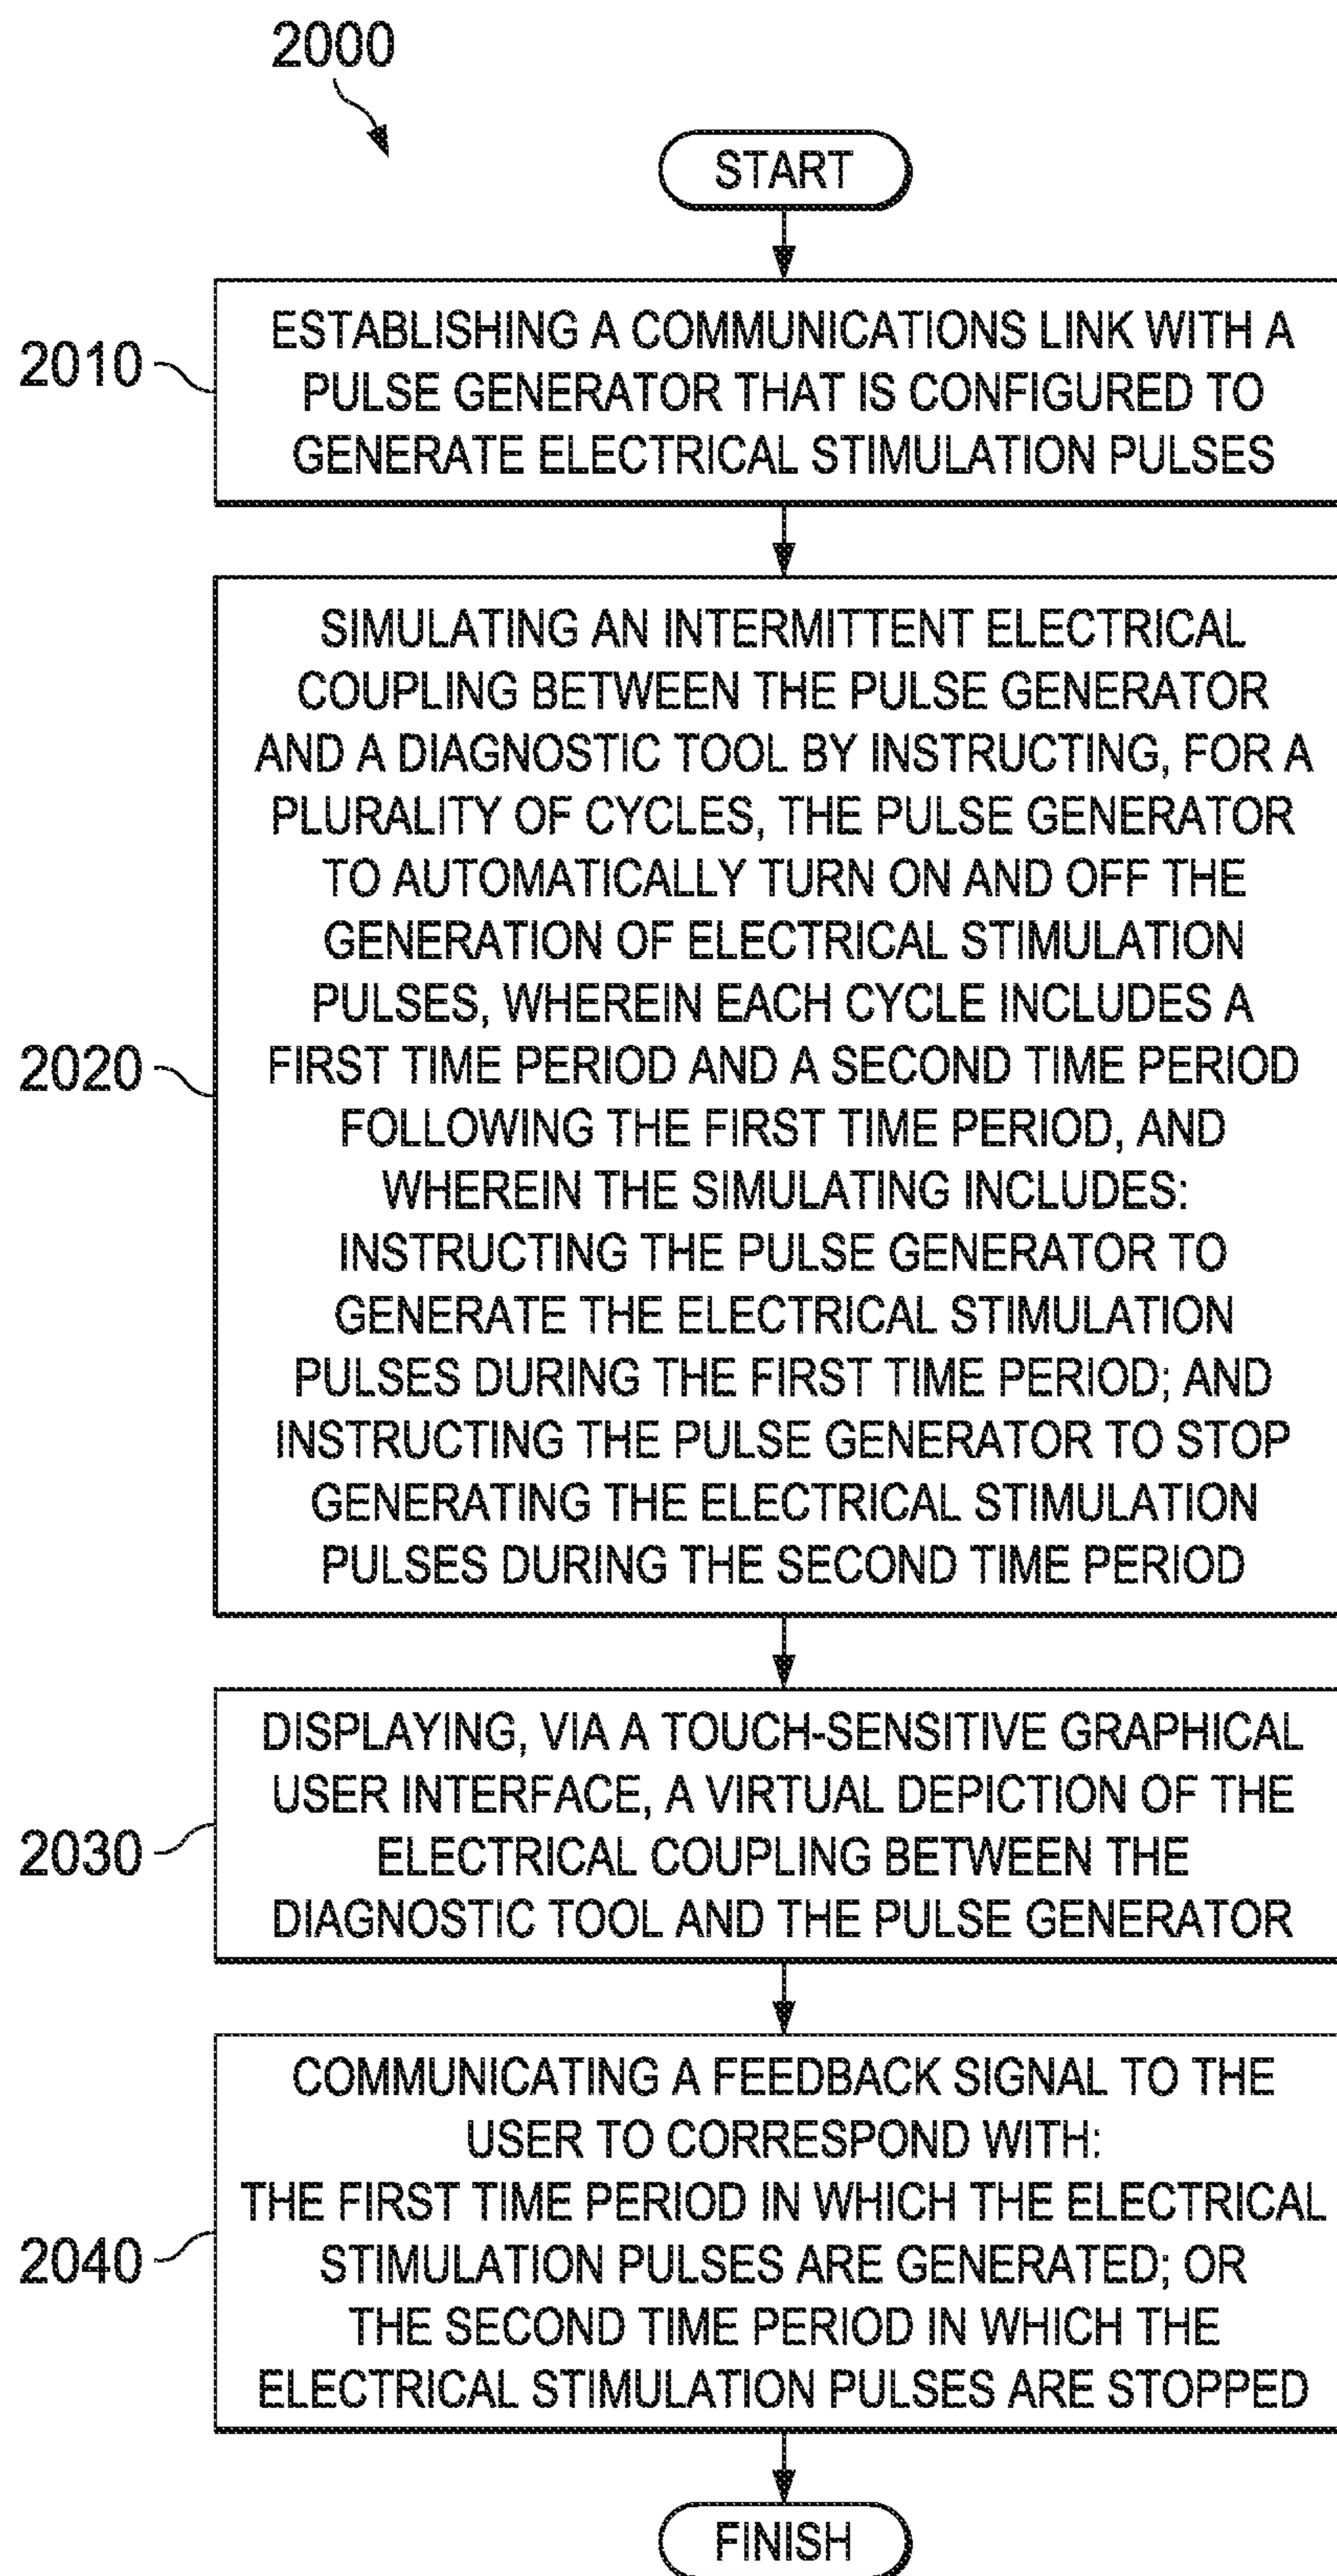 2000
START
2010
ESTABLISHING A COMMUNICATIONS LINK WITH A
PULSE GENERATOR THAT IS CONFIGURED TO
GENERATE ELECTRICAL STIMULATION PULSES
2020
SIMULATING AN INTERMITTENT ELECTRICAL
COUPLING BETWEEN THE PULSE GENERATOR
AND A DIAGNOSTIC TOOL BY INSTRUCTING, FOR A
PLURALITY OF CYCLES, THE PULSE GENERATOR
TO AUTOMATICALLY TURN ON AND OFF THE
GENERATION OF ELECTRICAL STIMULATION
PULSES, WHEREIN EACH CYCLE INCLUDES A
FIRST TIME PERIOD AND A SECOND TIME PERIOD
FOLLOWING THE FIRST TIME PERIOD, AND
WHEREIN THE SIMULATING INCLUDES:
INSTRUCTING THE PULSE GENERATOR TO
GENERATE THE ELECTRICAL STIMULATION
PULSES DURING THE FIRST TIME PERIOD; AND
INSTRUCTING THE PULSE GENERATOR TO STOP
GENERATING THE ELECTRICAL STIMULATION
PULSES DURING THE SECOND TIME PERIOD
2030
DISPLAYING, VIA A TOUCH-SENSITIVE GRAPHICAL
USER INTERFACE, A VIRTUAL DEPICTION OF THE
ELECTRICAL COUPLING BETWEEN THE
DIAGNOSTIC TOOL AND THE PULSE GENERATOR
2040
COMMUNICATING A FEEDBACK SIGNAL TO THE
USER TO CORRESPOND WITH:
THE FIRST TIME PERIOD IN WHICH THE ELECTRICAL
STIMULATION PULSES ARE GENERATED; OR
THE SECOND TIME PERIOD IN WHICH THE
ELECTRICAL STIMULATION PULSES ARE STOPPED
FINISH